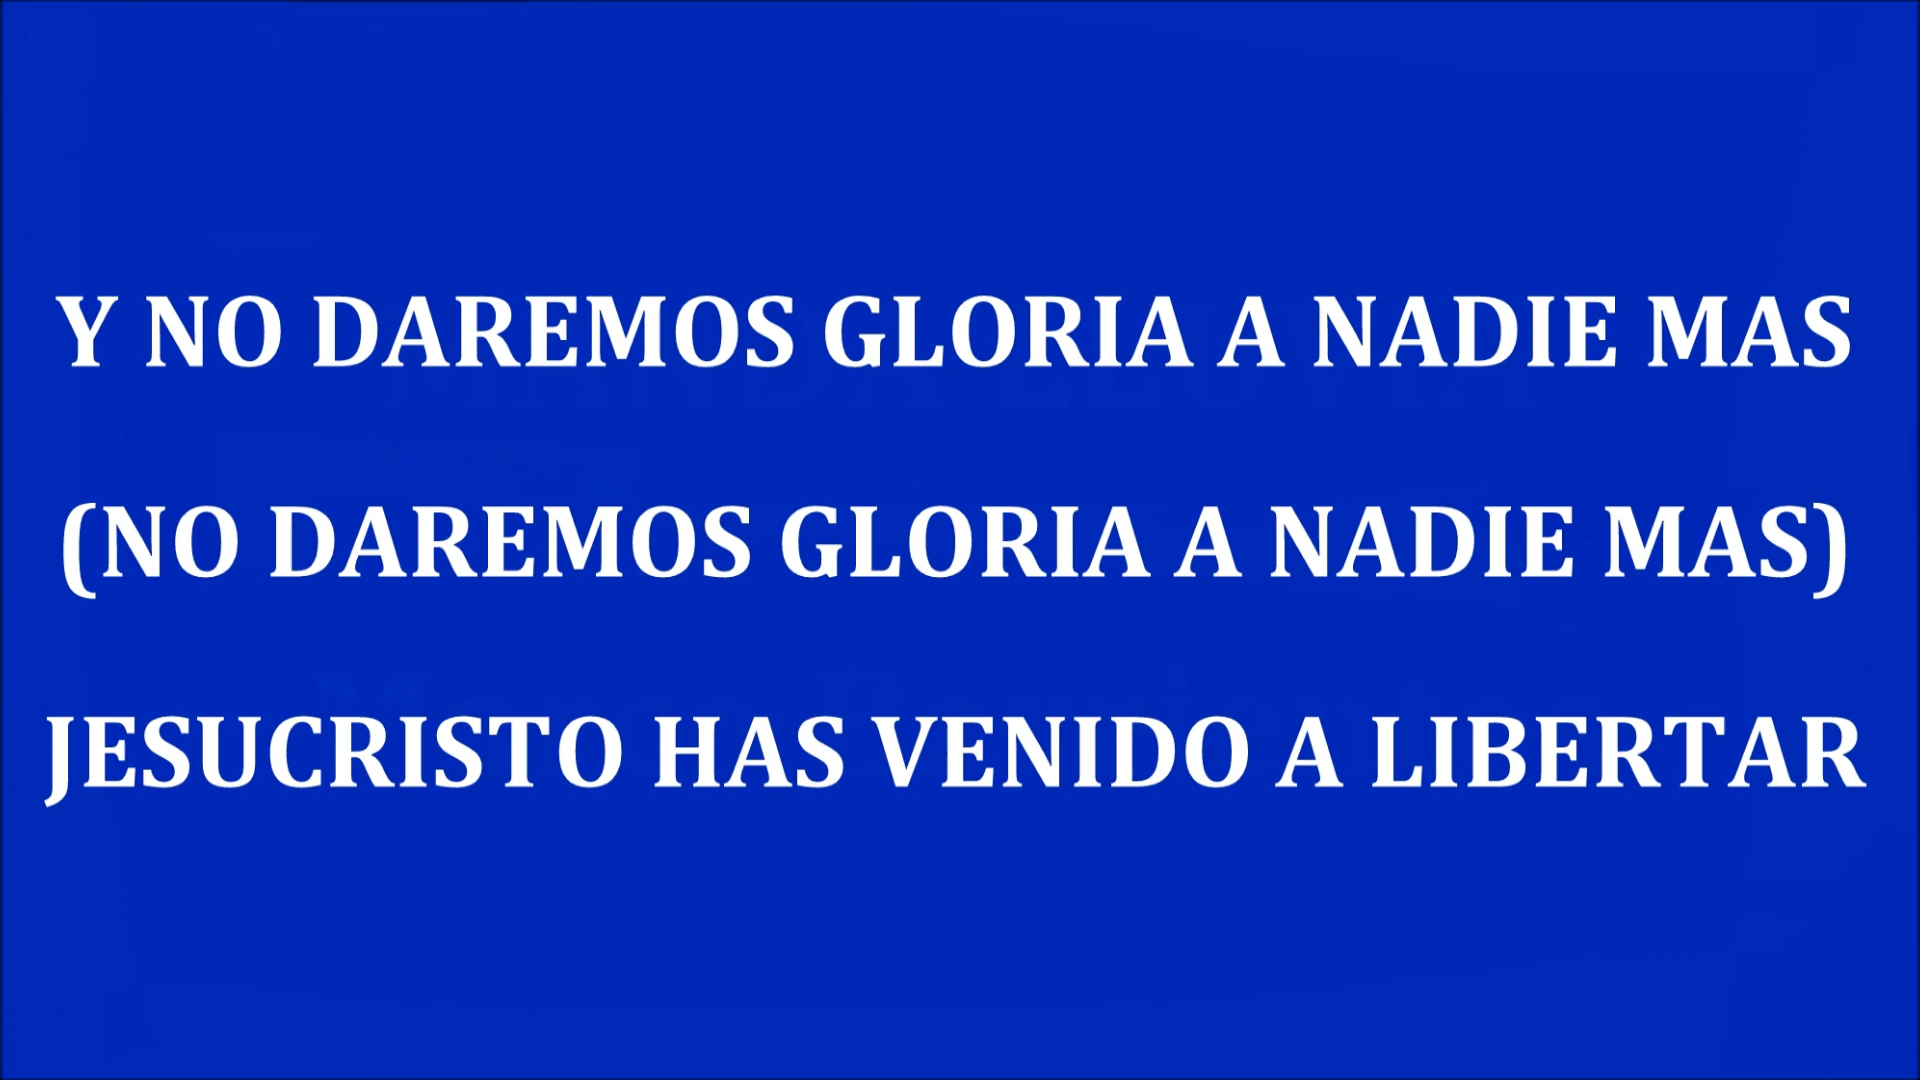 Y NO DAREMOS GLORIA A NADIE MAS
(NO DAREMOS GLORIA A NADIE MAS)
JESUCRISTO HAS VENIDO A LIBERTAR